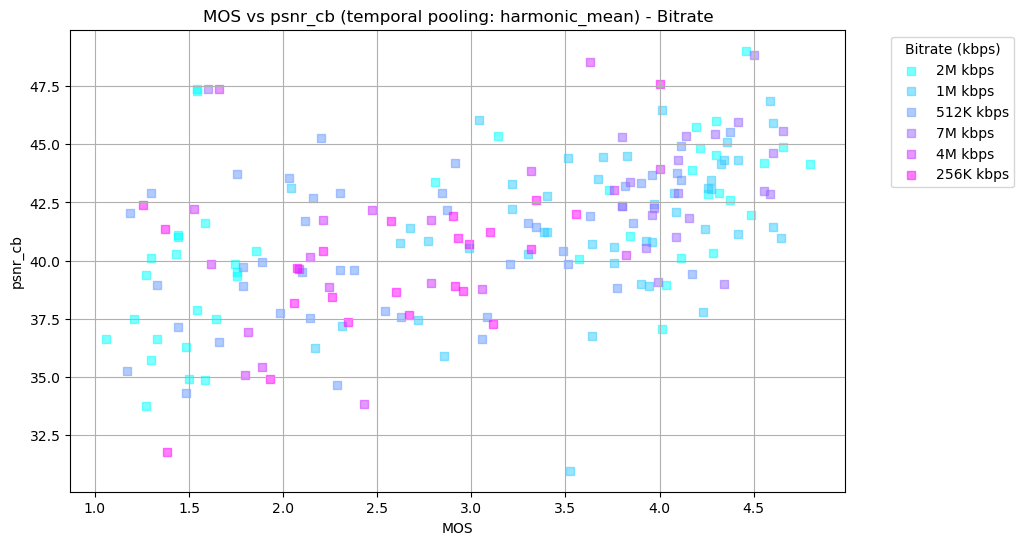 MOS vs psnr_cb (temporal pooling: harmonic_mean) - Bitrate
psnr_cb
47.5
45.0
42.5
40.0
37.5
35.0
32.5
1.0 1.5 2.0 2.5 3.0 3.5 4.0 4.5
MOS
Bitrate (kbps)
2M kbps
1M kbps
512K kbps
7M kbps
4M kbps
256K kbps